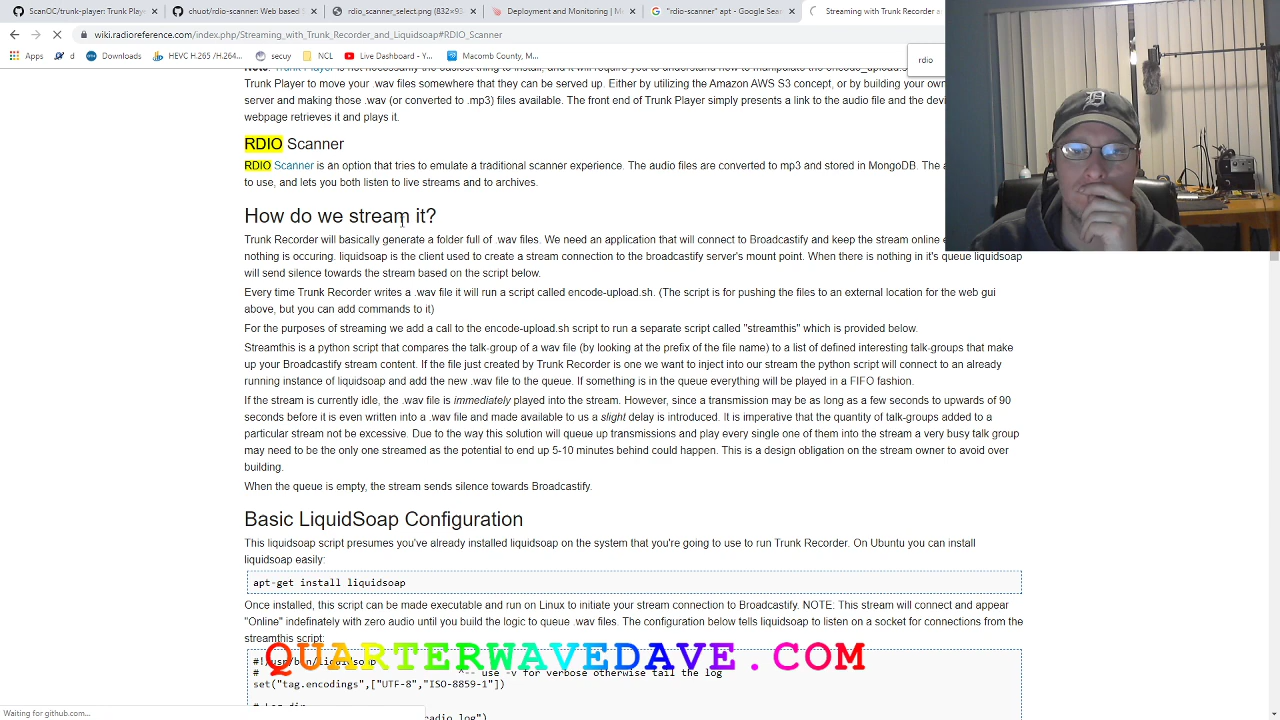 ScanOC/trunk-player: Trunk Playe
chuot/rdio-scanner: Web based S
rdio_scanner_select.png (832×93
Deployment and Monitoring | Me
"rdio-scanner" apt - Google Sear
Streaming with Trunk_Recorder a
wiki.radioreference.com/index.php/Streaming_with_Trunk_Recorder_and_Liquidsoap#RDIO_Scanner
Apps
d
Downloads
HEVC H.265 /H.264...
secuy
NCL
Live Dashboard - Y...
Macomb County, M...
rdio
Trunk Player to move your .wav files somewhere that they can be served up. Either by utilizing the Amazon AWS S3 concept, or by building your own
server and making those .wav (or converted to .mp3) files available. The front end of Trunk Player simply presents a link to the audio file and the devi
webpage retrieves it and plays it.
RDIO Scanner
RDIO Scanner is an option that tries to emulate a traditional scanner experience. The audio files are converted to mp3 and stored in MongoDB. The a
to use, and lets you both listen to live streams and to archives.
How do we stream it?
Trunk Recorder will basically generate a folder full of .wav files. We need an application that will connect to Broadcastify and keep the stream online e
nothing is occuring. liquidsoap is the client used to create a stream connection to the broadcastify server's mount point. When there is nothing in it's queue liquidsoap
will send silence towards the stream based on the script below.
Every time Trunk Recorder writes a .wav file it will run a script called encode-upload.sh. (The script is for pushing the files to an external location for the web gui
above, but you can add commands to it)
For the purposes of streaming we add a call to the encode-upload.sh script to run a separate script called "streamthis" which is provided below.
Streamthis is a python script that compares the talk-group of a wav file (by looking at the prefix of the file name) to a list of defined interesting talk-groups that make
up your Broadcastify stream content. If the file just created by Trunk Recorder is one we want to inject into our stream the python script will connect to an already
running instance of liquidsoap and add the new .wav file to the queue. If something is in the queue everything will be played in a FIFO fashion.
If the stream is currently idle, the .wav file is immediately played into the stream. However, since a transmission may be as long as a few seconds to upwards of 90
seconds before it is even written into a .wav file and made available to us a slight delay is introduced. It is imperative that the quantity of talk-groups added to a
particular stream not be excessive. Due to the way this solution will queue up transmissions and play every single one of them into the stream a very busy talk group
may need to be the only one streamed as the potential to end up 5-10 minutes behind could happen. This is a design obligation on the stream owner to avoid over
building.
When the queue is empty, the stream sends silence towards Broadcastify.
Basic LiquidSoap Configuration
This liquidsoap script presumes you've already installed liquidsoap on the system that you're going to use to run Trunk Recorder. On Ubuntu you can install
liquidsoap easily:
apt-get install liquidsoap
Once installed, this script can be made executable and run on Linux to initiate your stream connection to Broadcastify. NOTE: This stream will connect and appear
"Online" indefinately with zero audio until you build the logic to queue .wav files. The configuration below tells liquidsoap to listen on a socket for connections from the
streamthis script:
QUARTERWAVEDAVE.COM
#!/usr/bin/liquidsoap
# ^-- use -v for verbose otherwise tail the log
set("tag.encodings",["UTF-8","ISO-8859-1"])
Waiting for github.com...